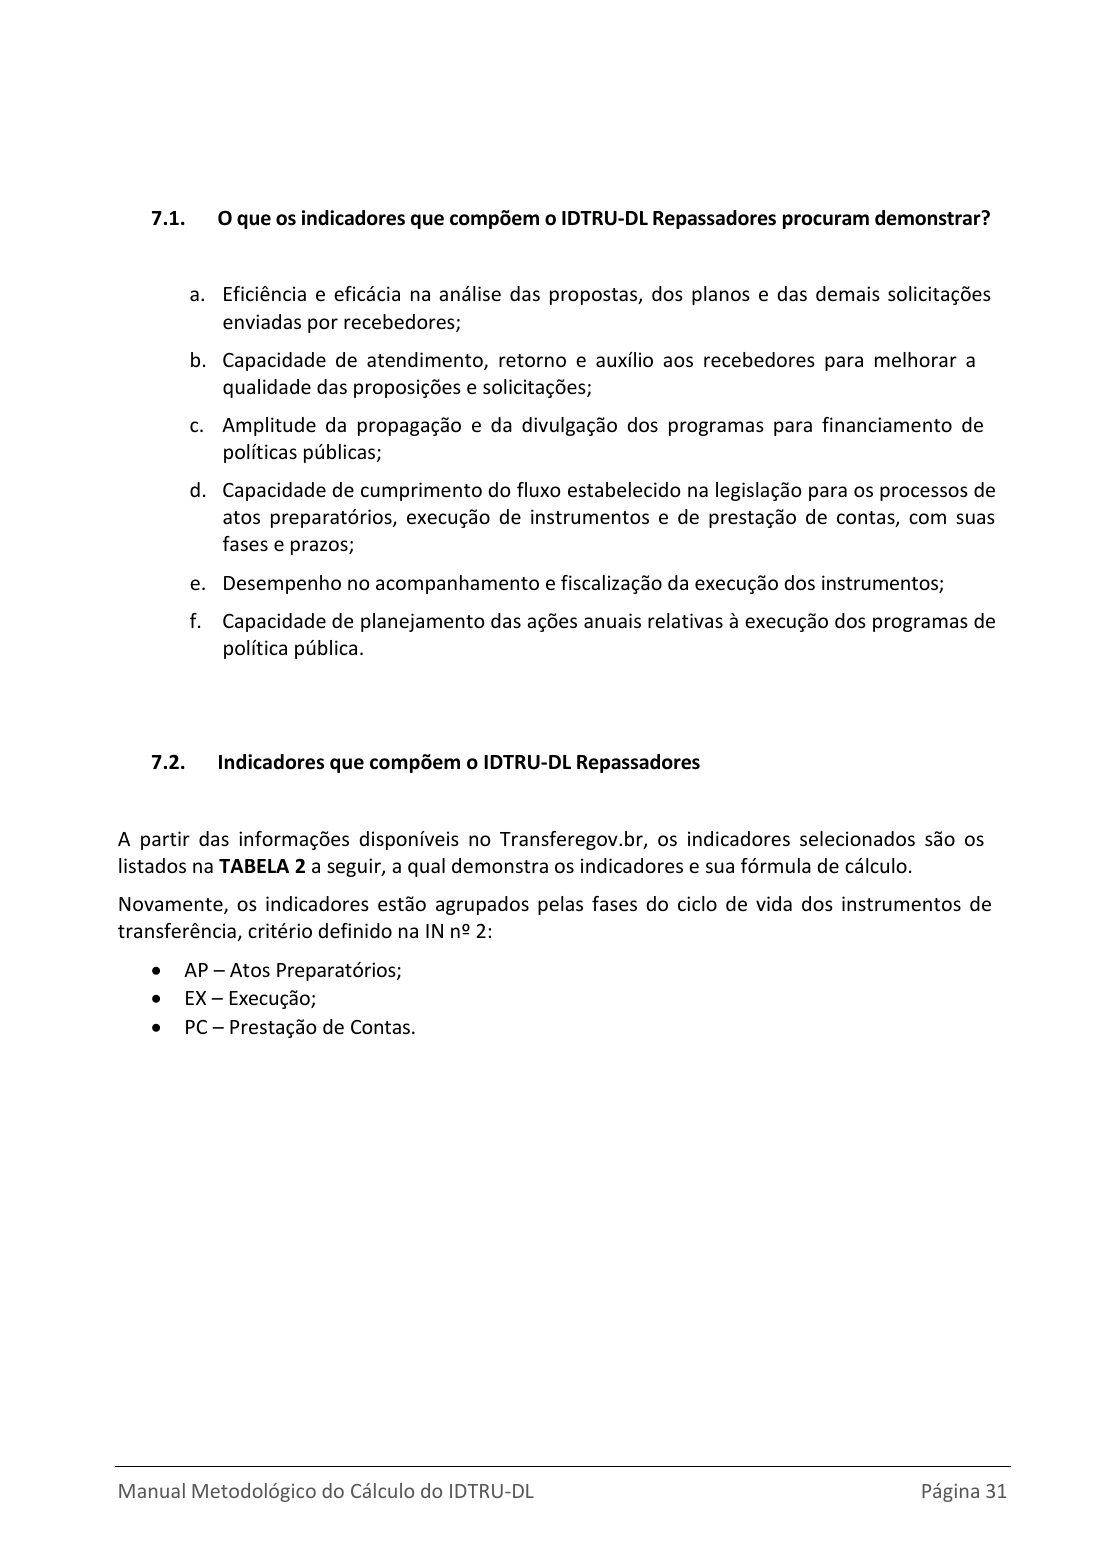 7.1. O que os indicadores que compõem o IDTRU-DL Repassadores procuram demonstrar?
a. Eficiência e eficácia na análise das propostas, dos planos e das demais solicitações
enviadas por recebedores;
b. Capacidade de atendimento, retorno e auxílio aos recebedores para melhorar a
qualidade das proposições e solicitações;
c. Amplitude da propagação e da divulgação dos programas para financiamento de
políticas públicas;
d. Capacidade de cumprimento do fluxo estabelecido na legislação para os processos de
atos preparatórios, execução de instrumentos e de prestação de contas, com suas
fases e prazos;
e. Desempenho no acompanhamento e fiscalização da execução dos instrumentos;
f. Capacidade de planejamento das ações anuais relativas à execução dos programas de
política pública.
7.2. Indicadores que compõem o IDTRU-DL Repassadores
A partir das informações disponíveis no Transferegov.br, os indicadores selecionados são os
listados na TABELA 2 a seguir, a qual demonstra os indicadores e sua fórmula de cálculo.
Novamente, os indicadores estão agrupados pelas fases do ciclo de vida dos instrumentos de
transferência, critério definido na IN nº 2:
• AP – Atos Preparatórios;
• EX – Execução;
• PC – Prestação de Contas.
Manual Metodológico do Cálculo do IDTRU-DL Página 31